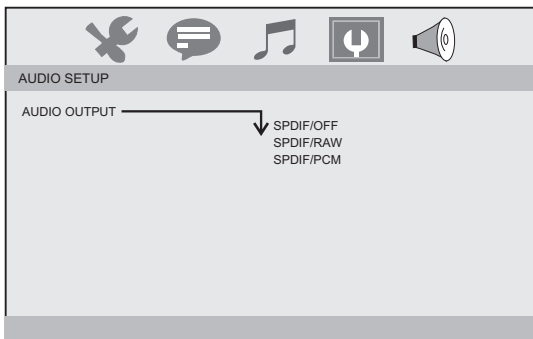 AUDIO SETUP
AUDIO OUTPUT
SPDIF/OFF
SPDIF/RAW
SPDIF/PCM